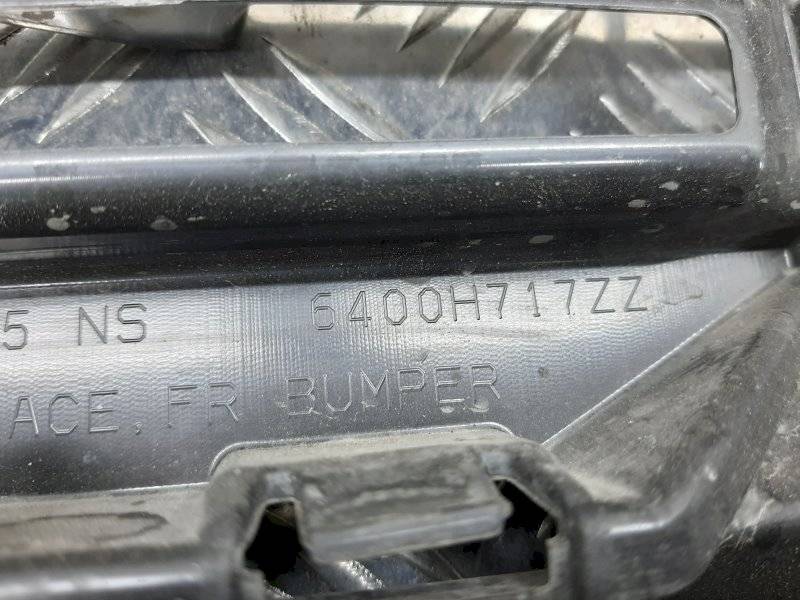 5 NS 6400H717ZZ
ACE, FR BUMPER